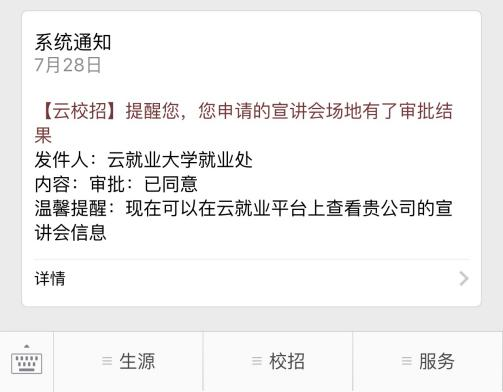 系统通知
7月28日
【云校招】提醒您，您申请的宣讲会场地有了审批结
果
发件人：云就业大学就业处
内容：审批：已同意
温馨提醒：现在可以在云就业平台上查看贵公司的宣
讲会信息
详情
生源
校招
服务